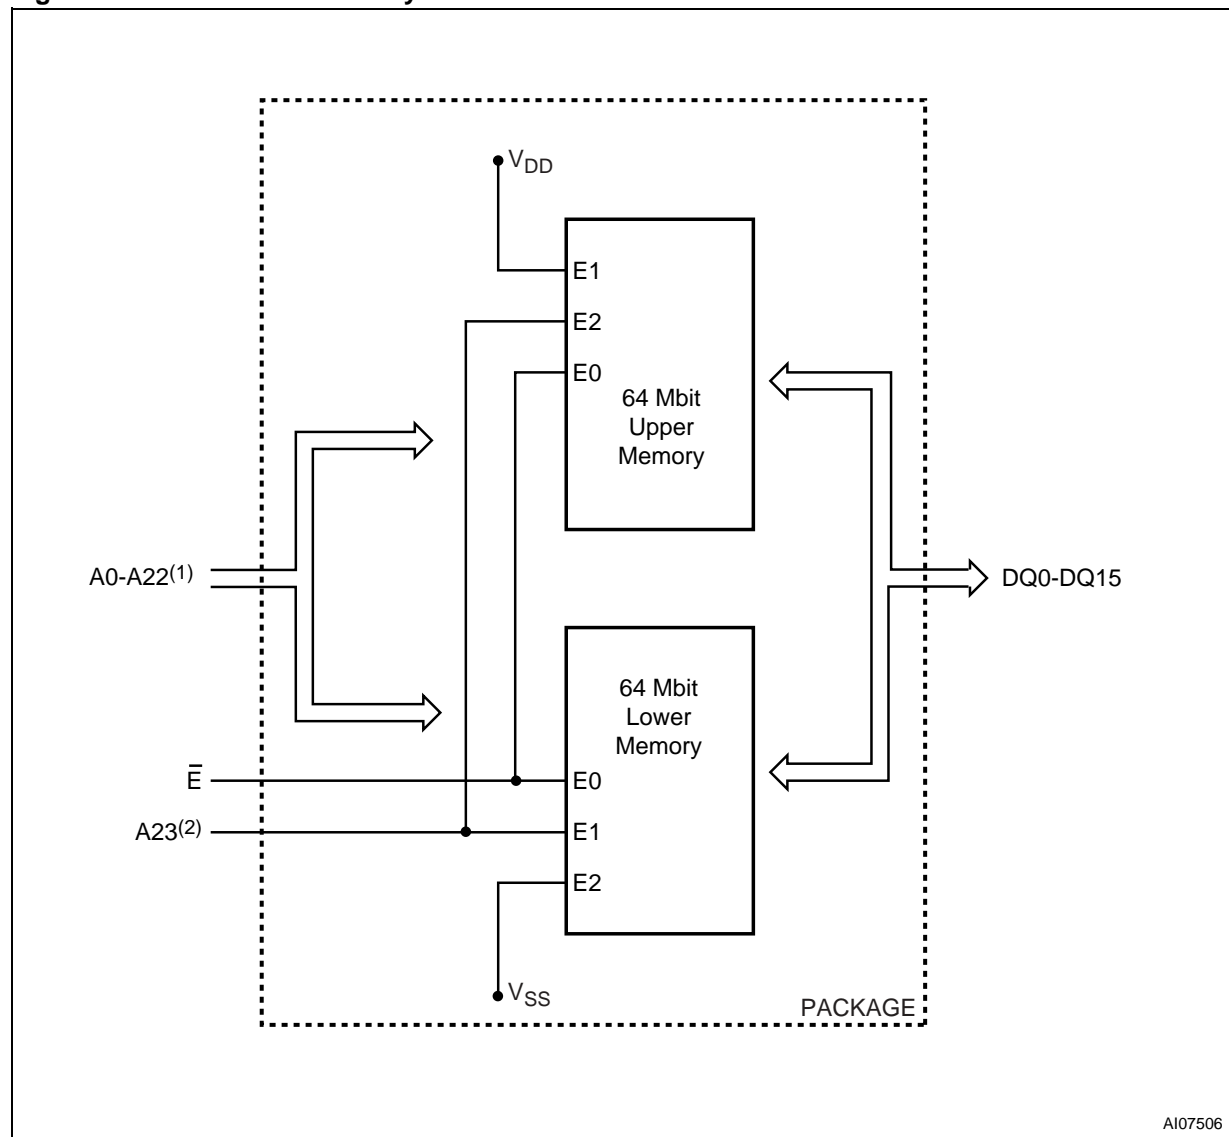 V_DD
E1
E2
E0
64 Mbit
Upper
Memory
A0-A22(1)
DQ0-DQ15
64 Mbit
Lower
Memory
E̅
E0
A23(2)
E1
E2
V_SS
PACKAGE
AI07506